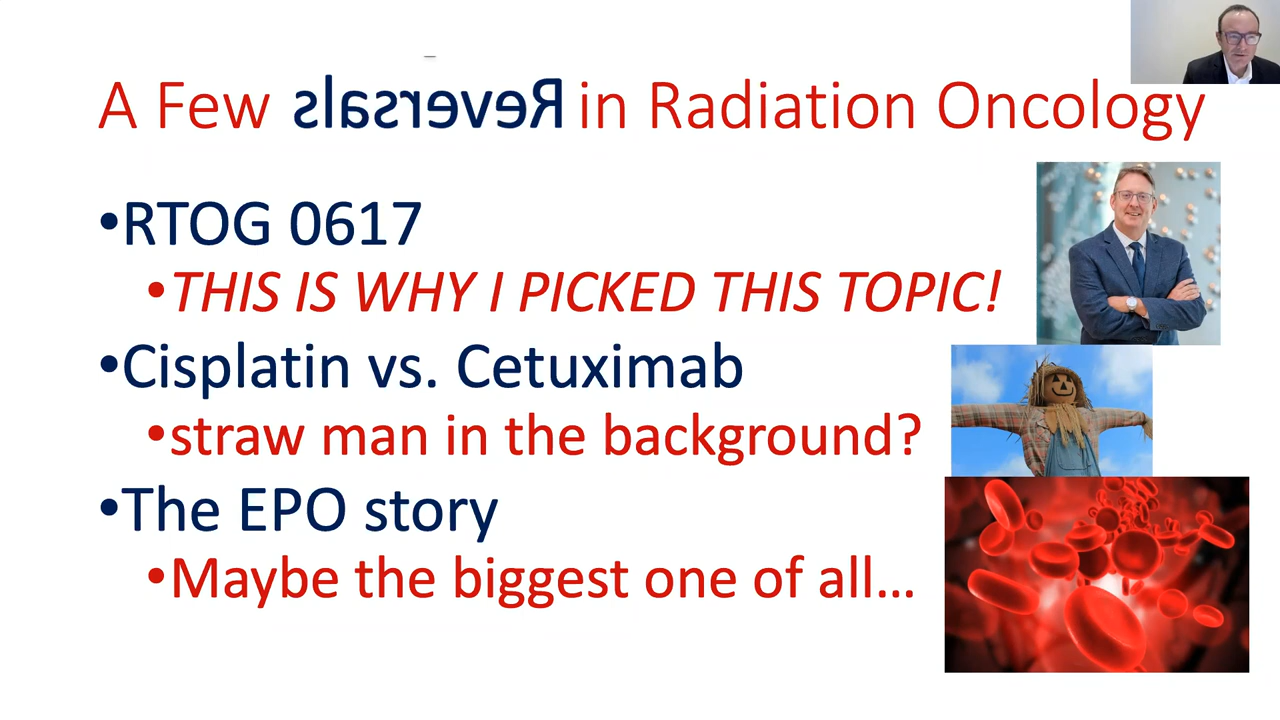 A Few Reversals in Radiation Oncology
•RTOG 0617
•THIS IS WHY I PICKED THIS TOPIC!
•Cisplatin vs. Cetuximab
•straw man in the background?
•The EPO story
•Maybe the biggest one of all...